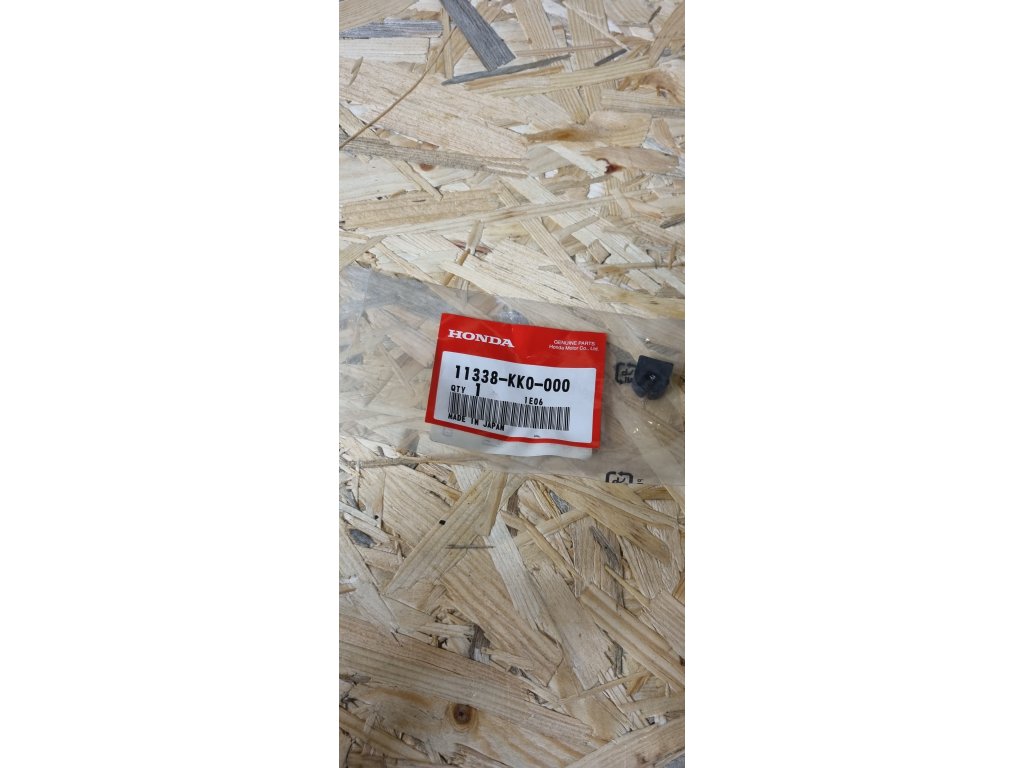 HONDA
GENUINE PARTS
Honda Motor Co., Ltd.
11338-KK0-000
QTY 1
1E06
MADE IN JAPAN